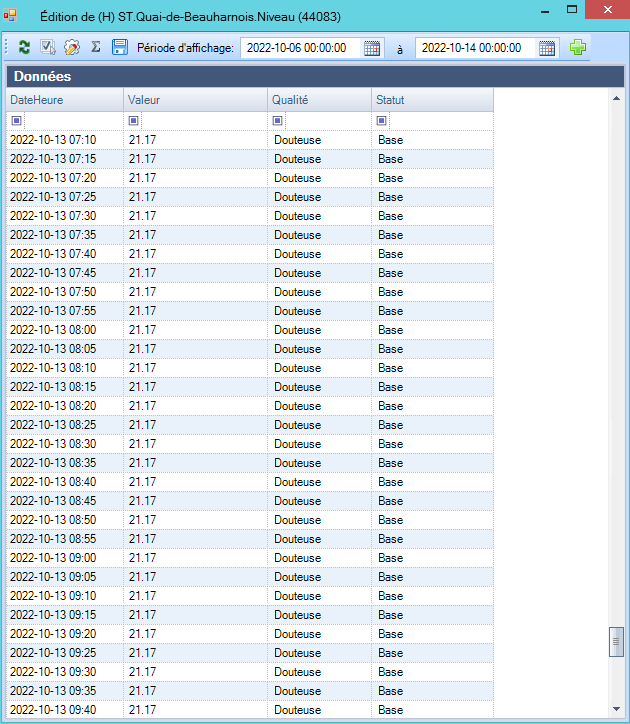 Édition de (H) ST.Quai-de-Beauharnois.Niveau (44083)
Σ Période d'affichage: 2022-10-06 00:00:00 à 2022-10-14 00:00:00
Données
DateHeure Valeur Qualité Statut
2022-10-13 07:10 21.17 Douteuse Base
2022-10-13 07:15 21.17 Douteuse Base
2022-10-13 07:20 21.17 Douteuse Base
2022-10-13 07:25 21.17 Douteuse Base
2022-10-13 07:30 21.17 Douteuse Base
2022-10-13 07:35 21.17 Douteuse Base
2022-10-13 07:40 21.17 Douteuse Base
2022-10-13 07:45 21.17 Douteuse Base
2022-10-13 07:50 21.17 Douteuse Base
2022-10-13 07:55 21.17 Douteuse Base
2022-10-13 08:00 21.17 Douteuse Base
2022-10-13 08:05 21.17 Douteuse Base
2022-10-13 08:10 21.17 Douteuse Base
2022-10-13 08:15 21.17 Douteuse Base
2022-10-13 08:20 21.17 Douteuse Base
2022-10-13 08:25 21.17 Douteuse Base
2022-10-13 08:30 21.17 Douteuse Base
2022-10-13 08:35 21.17 Douteuse Base
2022-10-13 08:40 21.17 Douteuse Base
2022-10-13 08:45 21.17 Douteuse Base
2022-10-13 08:50 21.17 Douteuse Base
2022-10-13 08:55 21.17 Douteuse Base
2022-10-13 09:00 21.17 Douteuse Base
2022-10-13 09:05 21.17 Douteuse Base
2022-10-13 09:10 21.17 Douteuse Base
2022-10-13 09:15 21.17 Douteuse Base
2022-10-13 09:20 21.17 Douteuse Base
2022-10-13 09:25 21.17 Douteuse Base
2022-10-13 09:30 21.17 Douteuse Base
2022-10-13 09:35 21.17 Douteuse Base
2022-10-13 09:40 21.17 Douteuse Base